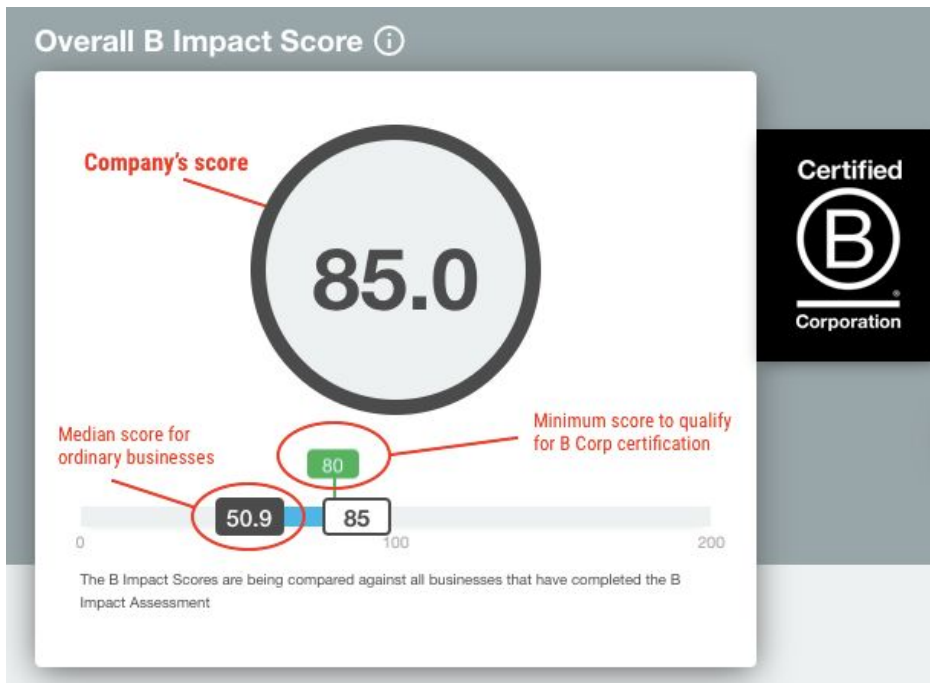 Overall B Impact Score
Company's score
85.0
Certified
B
®
Corporation
Median score for
ordinary businesses
Minimum score to qualify
for B Corp certification
80
50.9
85
0
100
200
The B Impact Scores are being compared against all businesses that have completed the B
Impact Assessment